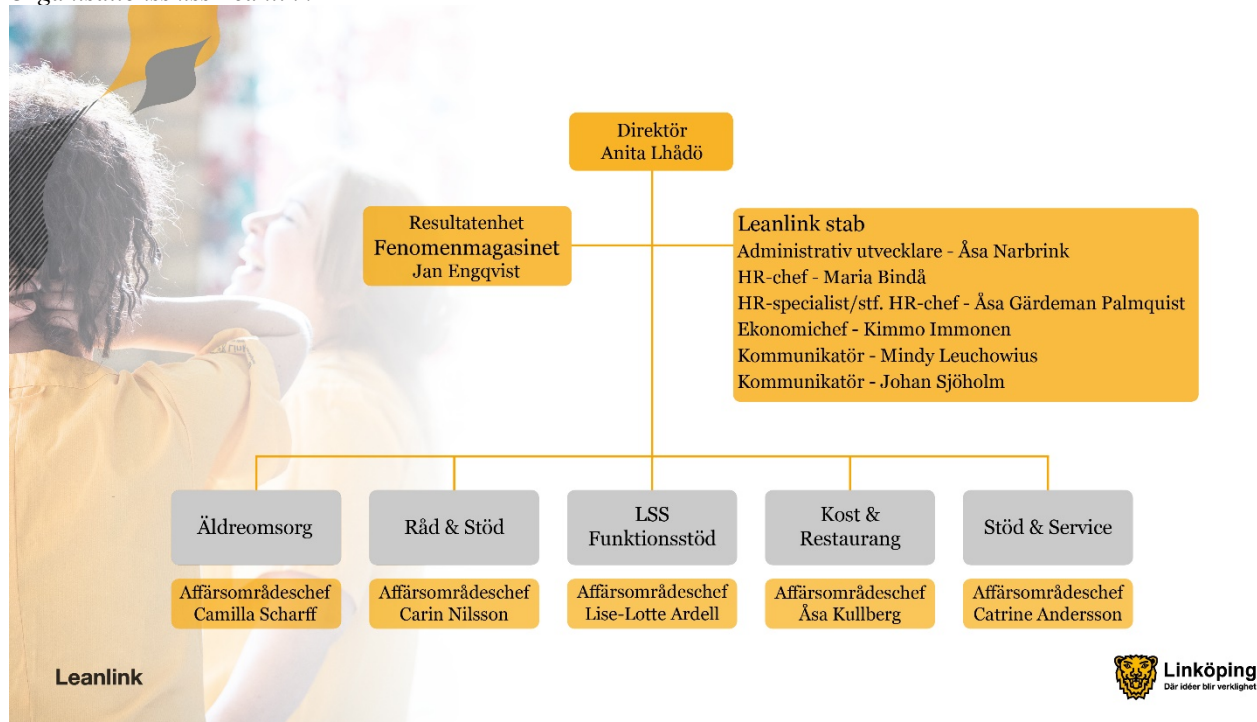 Direktör
Anita Lhådö
Resultatenhet
Fenomenmagasinet
Jan Engqvist
Leanlink stab
Administrativ utvecklare - Åsa Narbrink
HR-chef - Maria Bindå
HR-specialist/stf. HR-chef - Åsa Gärdeman Palmquist
Ekonomichef - Kimmo Immonen
Kommunikatör - Mindy Leuchowius
Kommunikatör - Johan Sjöholm
Äldreomsorg
Råd & Stöd
LSS
Funktionsstöd
Kost &
Restaurang
Stöd & Service
Affärsområdeschef
Camilla Scharff
Affärsområdeschef
Carin Nilsson
Affärsområdeschef
Lise-Lotte Ardell
Affärsområdeschef
Åsa Kullberg
Affärsområdeschef
Catrine Andersson
Leanlink
Linköping
Där idéer blir verklighet